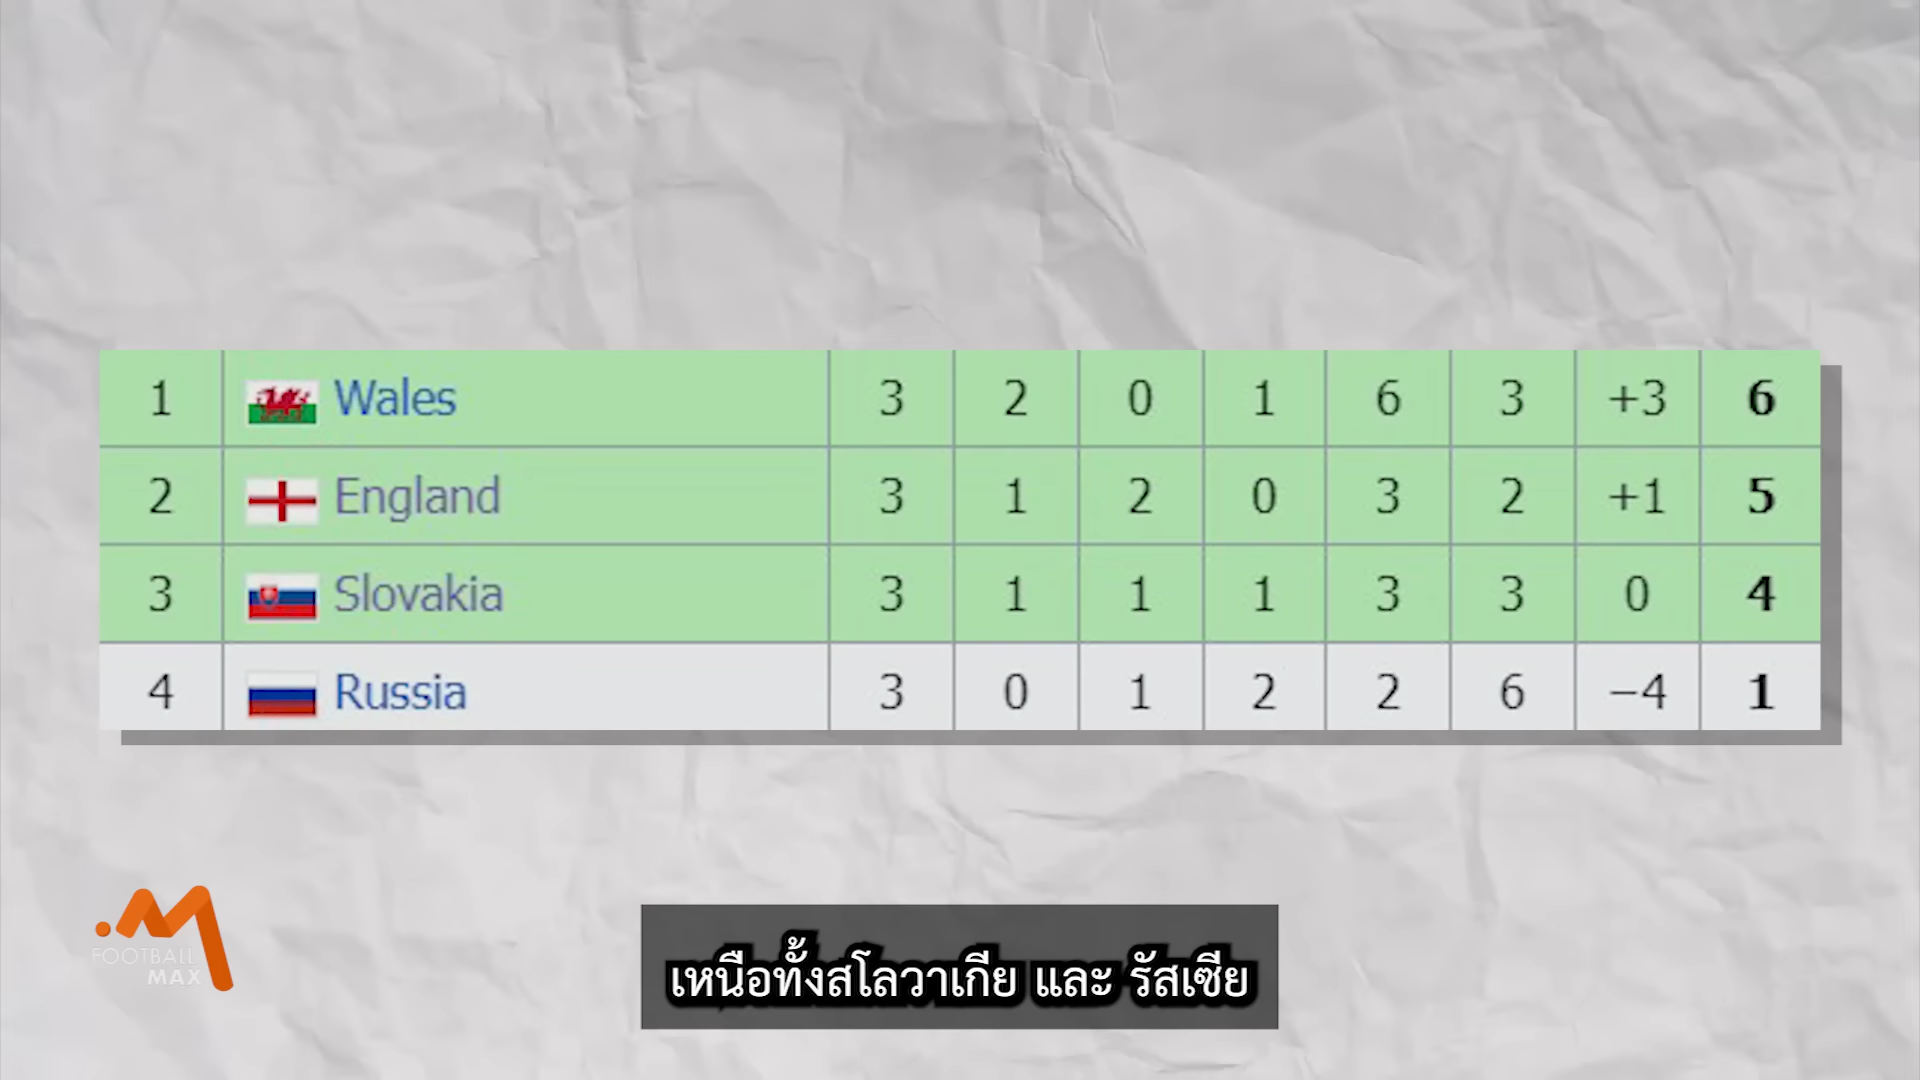 1 Wales 3 2 0 1 6 3 +3 6
2 England 3 1 2 0 3 2 +1 5
3 Slovakia 3 1 1 1 3 3 0 4
4 Russia 3 0 1 2 2 6 −4 1
FOOTBALL
MAX
เหนือทั้งสโลวาเกีย และ รัสเซีย